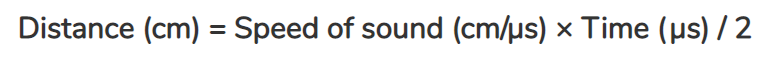 Distance (cm) = Speed of sound (cm/µs) × Time (µs) / 2